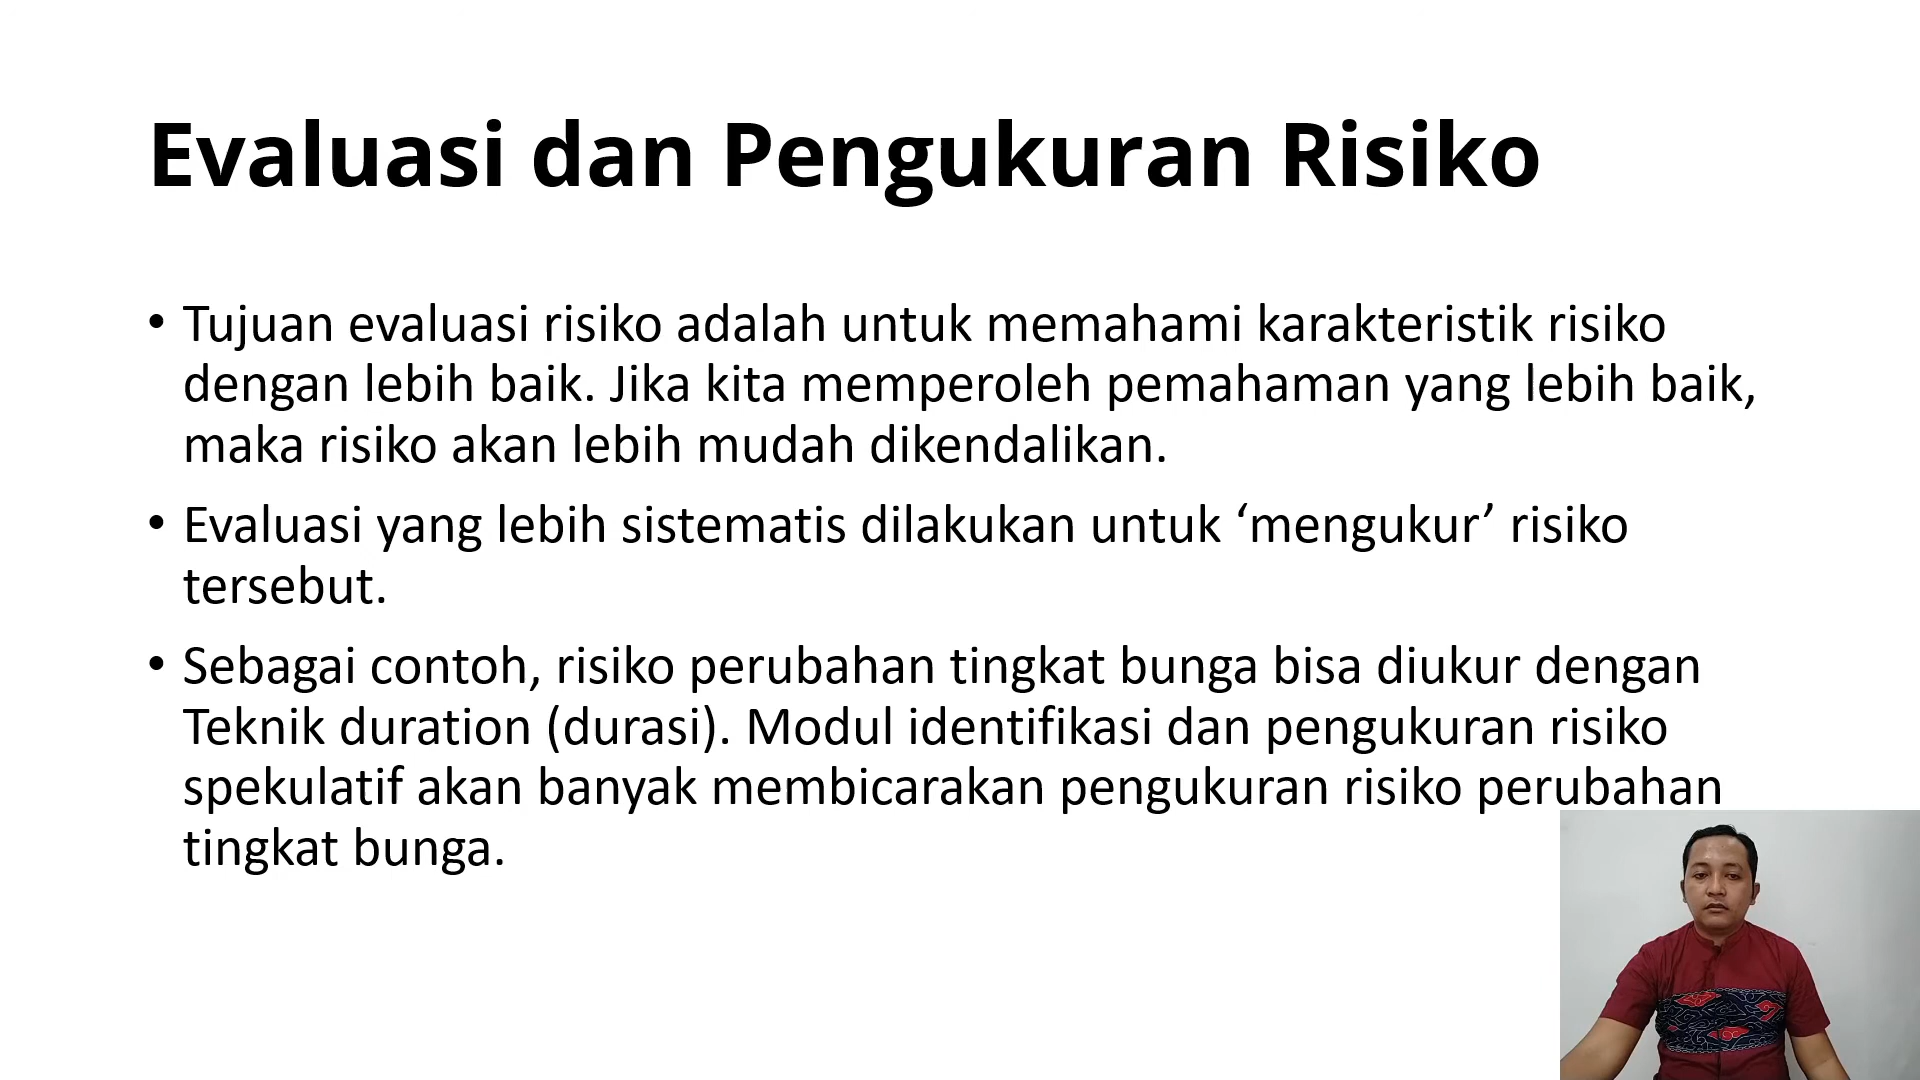 Evaluasi dan Pengukuran Risiko
• Tujuan evaluasi risiko adalah untuk memahami karakteristik risiko
dengan lebih baik. Jika kita memperoleh pemahaman yang lebih baik,
maka risiko akan lebih mudah dikendalikan.
• Evaluasi yang lebih sistematis dilakukan untuk ‘mengukur’ risiko
tersebut.
• Sebagai contoh, risiko perubahan tingkat bunga bisa diukur dengan
Teknik duration (durasi). Modul identifikasi dan pengukuran risiko
spekulatif akan banyak membicarakan pengukuran risiko perubahan
tingkat bunga.